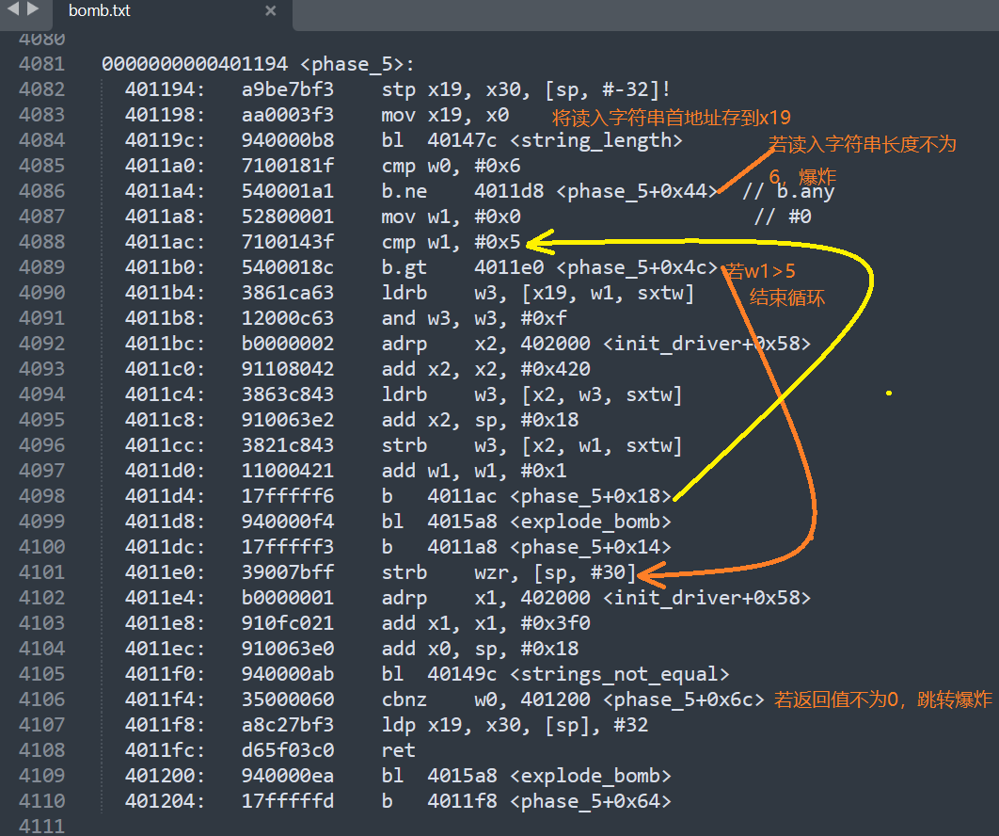 bomb.txt ×
4080
4081 0000000000401194 <phase_5>:
4082 401194: a9be7bf3 stp x19, x30, [sp, #-32]!
4083 401198: aa0003f3 mov x19, x0 将读入字符串首地址存到x19
4084 40119c: 940000b8 bl 40147c <string_length> 若读入字符串长度不为
4085 4011a0: 7100181f cmp w0, #0x6 6，爆炸
4086 4011a4: 540001a1 b.ne 4011d8 <phase_5+0x44> // b.any
4087 4011a8: 52800001 mov w1, #0x0 // #0
4088 4011ac: 7100143f cmp w1, #0x5
4089 4011b0: 5400018c b.gt 4011e0 <phase_5+0x4c> 若w1>5
4090 4011b4: 3861ca63 ldrb w3, [x19, w1, sxtw] 结束循环
4091 4011b8: 12000c63 and w3, w3, #0xf
4092 4011bc: b0000002 adrp x2, 402000 <init_driver+0x58>
4093 4011c0: 91108042 add x2, x2, #0x420
4094 4011c4: 3863c843 ldrb w3, [x2, w3, sxtw]
4095 4011c8: 910063e2 add x2, sp, #0x18
4096 4011cc: 3821c843 strb w3, [x2, w1, sxtw]
4097 4011d0: 11000421 add w1, w1, #0x1
4098 4011d4: 17fffff6 b 4011ac <phase_5+0x18>
4099 4011d8: 940000f4 bl 4015a8 <explode_bomb>
4100 4011dc: 17fffff3 b 4011a8 <phase_5+0x14>
4101 4011e0: 39007bff strb wzr, [sp, #30]
4102 4011e4: b0000001 adrp x1, 402000 <init_driver+0x58>
4103 4011e8: 910fc021 add x1, x1, #0x3f0
4104 4011ec: 910063e0 add x0, sp, #0x18
4105 4011f0: 940000ab bl 40149c <strings_not_equal>
4106 4011f4: 35000060 cbnz w0, 401200 <phase_5+0x6c> 若返回值不为0，跳转爆炸
4107 4011f8: a8c27bf3 ldp x19, x30, [sp], #32
4108 4011fc: d65f03c0 ret
4109 401200: 940000ea bl 4015a8 <explode_bomb>
4110 401204: 17fffffd b 4011f8 <phase_5+0x64>
4111